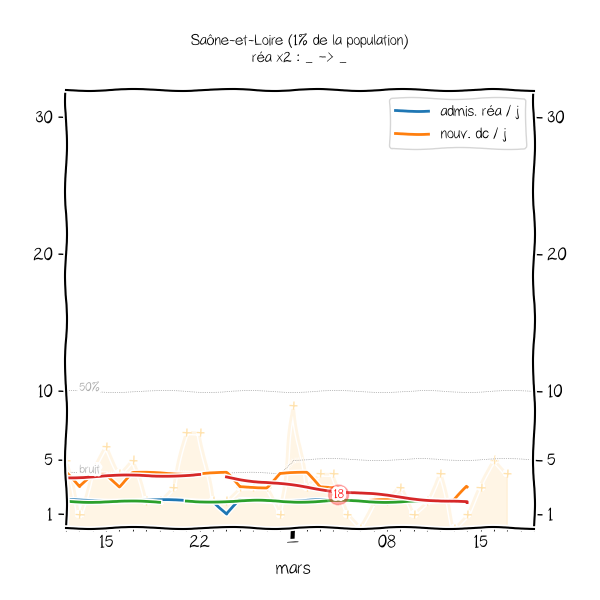 Saône-et-Loire (1% de la population)
réa x2 : _ -> _
admis. réa / j
nouv. dc / j
30
30
20
20
10
10
50%
5
5
bruit
18
1
1
15
22
1
08
15
mars